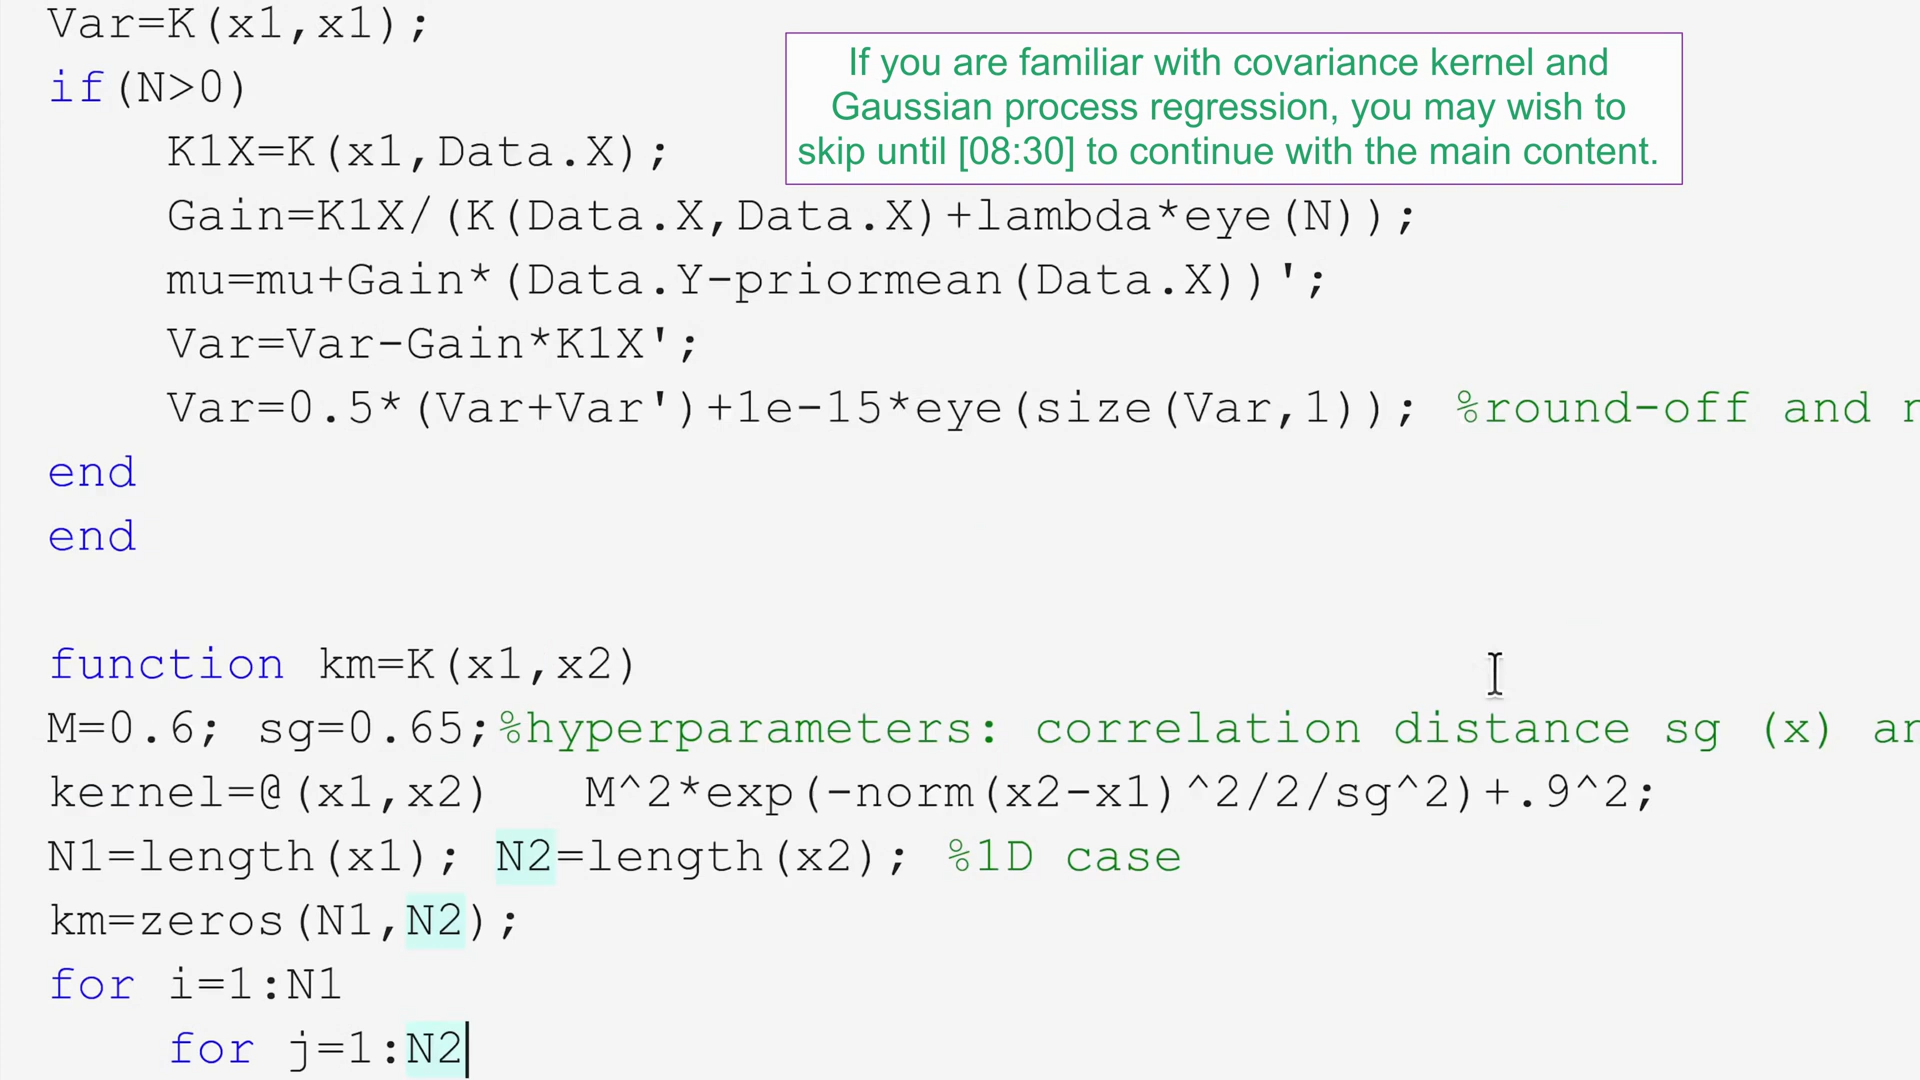 Var=K(x1,x1);
if(N>0)
If you are familiar with covariance kernel and
Gaussian process regression, you may wish to
skip until [08:30] to continue with the main content.
K1X=K(x1,Data.X);
Gain=K1X/(K(Data.X,Data.X)+lambda*eye(N));
mu=mu+Gain*(Data.Y-priormean(Data.X))';
Var=Var-Gain*K1X';
Var=0.5*(Var+Var')+1e-15*eye(size(Var,1)); %round-off and
end
end
function km=K(x1,x2)
M=0.6; sg=0.65;%hyperparameters: correlation distance sg (x)
kernel=@(x1,x2) M^2*exp(-norm(x2-x1)^2/2/sg^2)+.9^2;
N1=length(x1); N2=length(x2); %1D case
km=zeros(N1,N2);
for i=1:N1
for j=1:N2